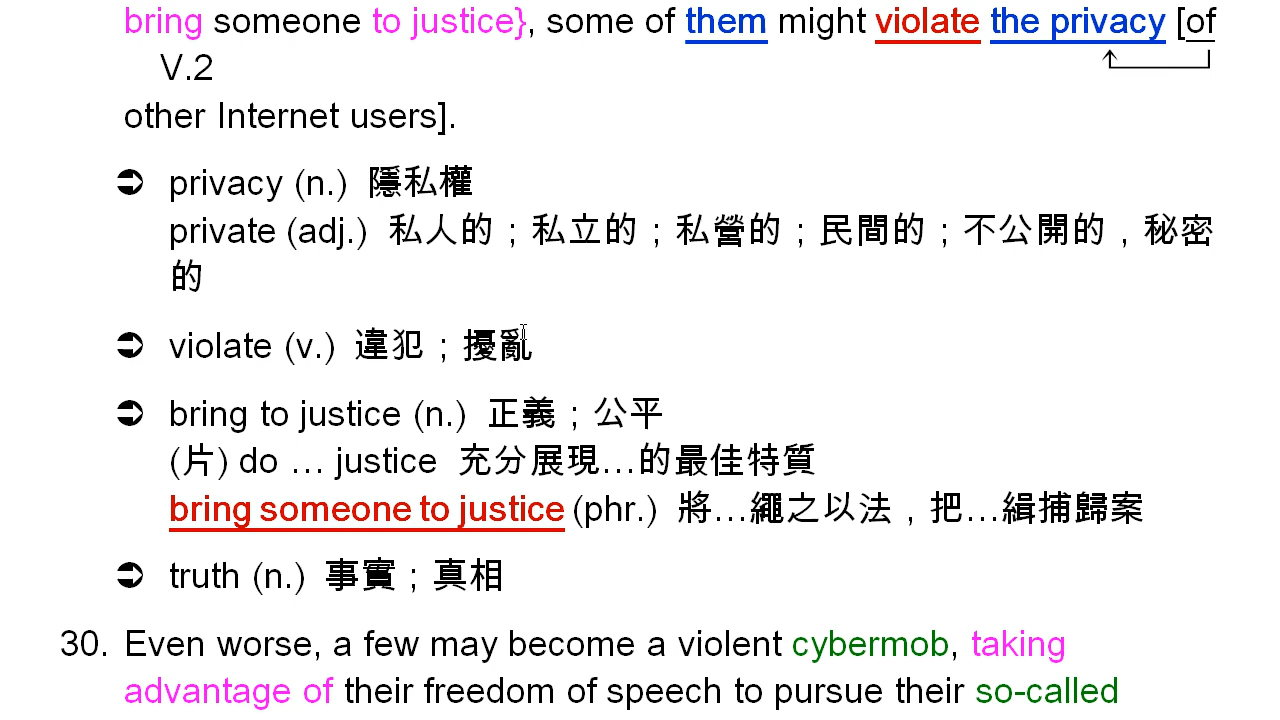 bring someone to justice}, some of them might violate the privacy [of
V.2
other Internet users].
➲ privacy (n.) 隱私權
private (adj.) 私人的；私立的；私營的；民間的；不公開的，秘密
的
➲ violate (v.) 違犯；擾亂
➲ bring to justice (n.) 正義；公平
(片) do … justice 充分展現…的最佳特質
bring someone to justice (phr.) 將…繩之以法，把…緝捕歸案
➲ truth (n.) 事實；真相
30. Even worse, a few may become a violent cybermob, taking
advantage of their freedom of speech to pursue their so-called